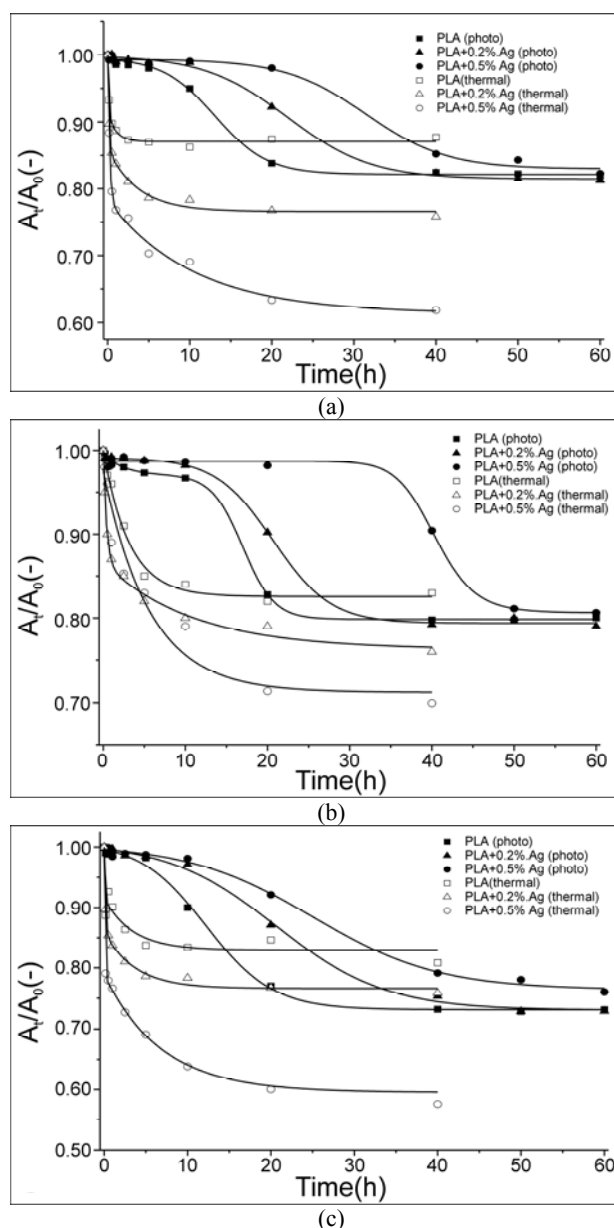 PLA (photo)
PLA+0.2%.Ag (photo)
PLA+0.5% Ag (photo)
PLA(thermal)
PLA+0.2%.Ag (thermal)
PLA+0.5% Ag (thermal)
1.00
0.90
0.80
0.70
0.60
At/A0(-)
0 10 20 30 40 50 60
Time(h)
(a)
PLA (photo)
PLA+0.2%.Ag (photo)
PLA+0.5% Ag (photo)
PLA(thermal)
PLA+0.2%.Ag (thermal)
PLA+0.5% Ag (thermal)
1.00
0.90
0.80
0.70
At/A0(-)
0 10 20 30 40 50 60
Time(h)
(b)
PLA (photo)
PLA+0.2%.Ag (photo)
PLA+0.5% Ag (photo)
PLA(thermal)
PLA+0.2%.Ag (thermal)
PLA+0.5% Ag (thermal)
1.00
0.90
0.80
0.70
0.60
0.50
At/A0(-)
0 10 20 30 40 50 60
Time(h)
(c)